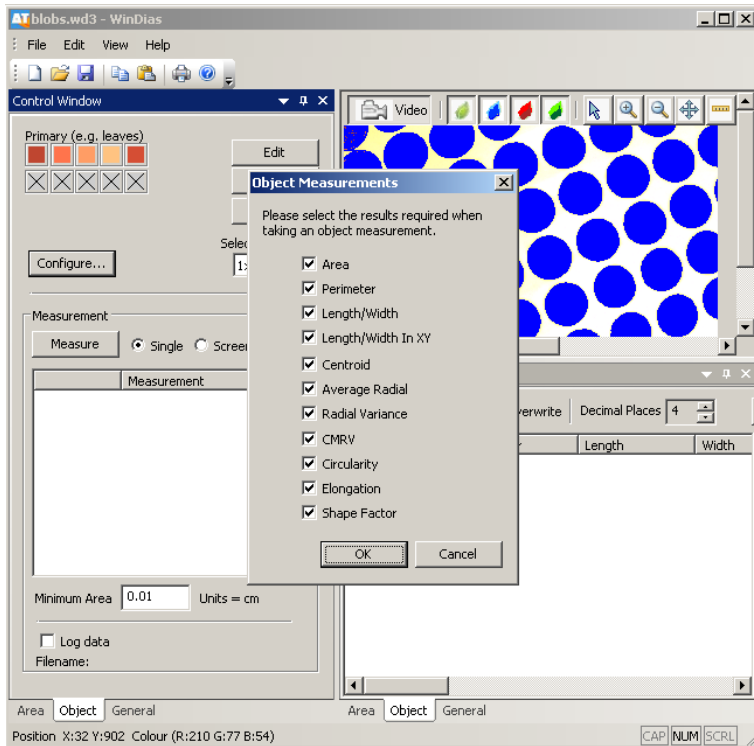 AT blobs.wd3 - WinDias
File Edit View Help
Control Window
Video
Primary (e.g. leaves)
Edit
Configure...
Measurement
Measure
Single
Measurement
Minimum Area 0.01 Units = cm
Log data
Filename:
Area Object General
Object Measurements
Please select the results required when
taking an object measurement.
Area
Perimeter
Length/Width
Length/Width In XY
Centroid
Average Radial
Radial Variance
CMRV
Circularity
Elongation
Shape Factor
OK Cancel
Decimal Places 4
Length Width
Area Object General
Position X:32 Y:902 Colour (R:210 G:77 B:54)
CAP NUM SCRL